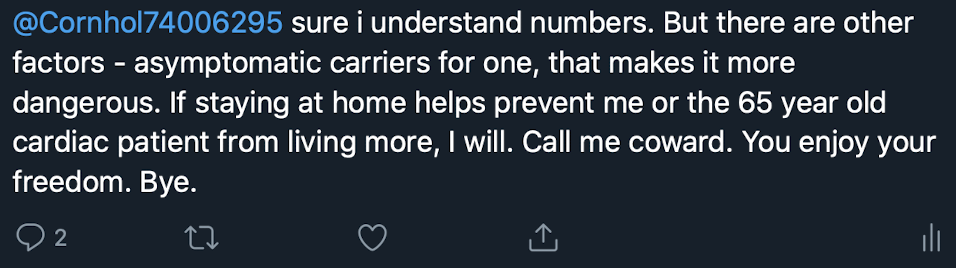 @Cornhol74006295 sure i understand numbers. But there are other
factors - asymptomatic carriers for one, that makes it more
dangerous. If staying at home helps prevent me or the 65 year old
cardiac patient from living more, I will. Call me coward. You enjoy your
freedom. Bye.
2